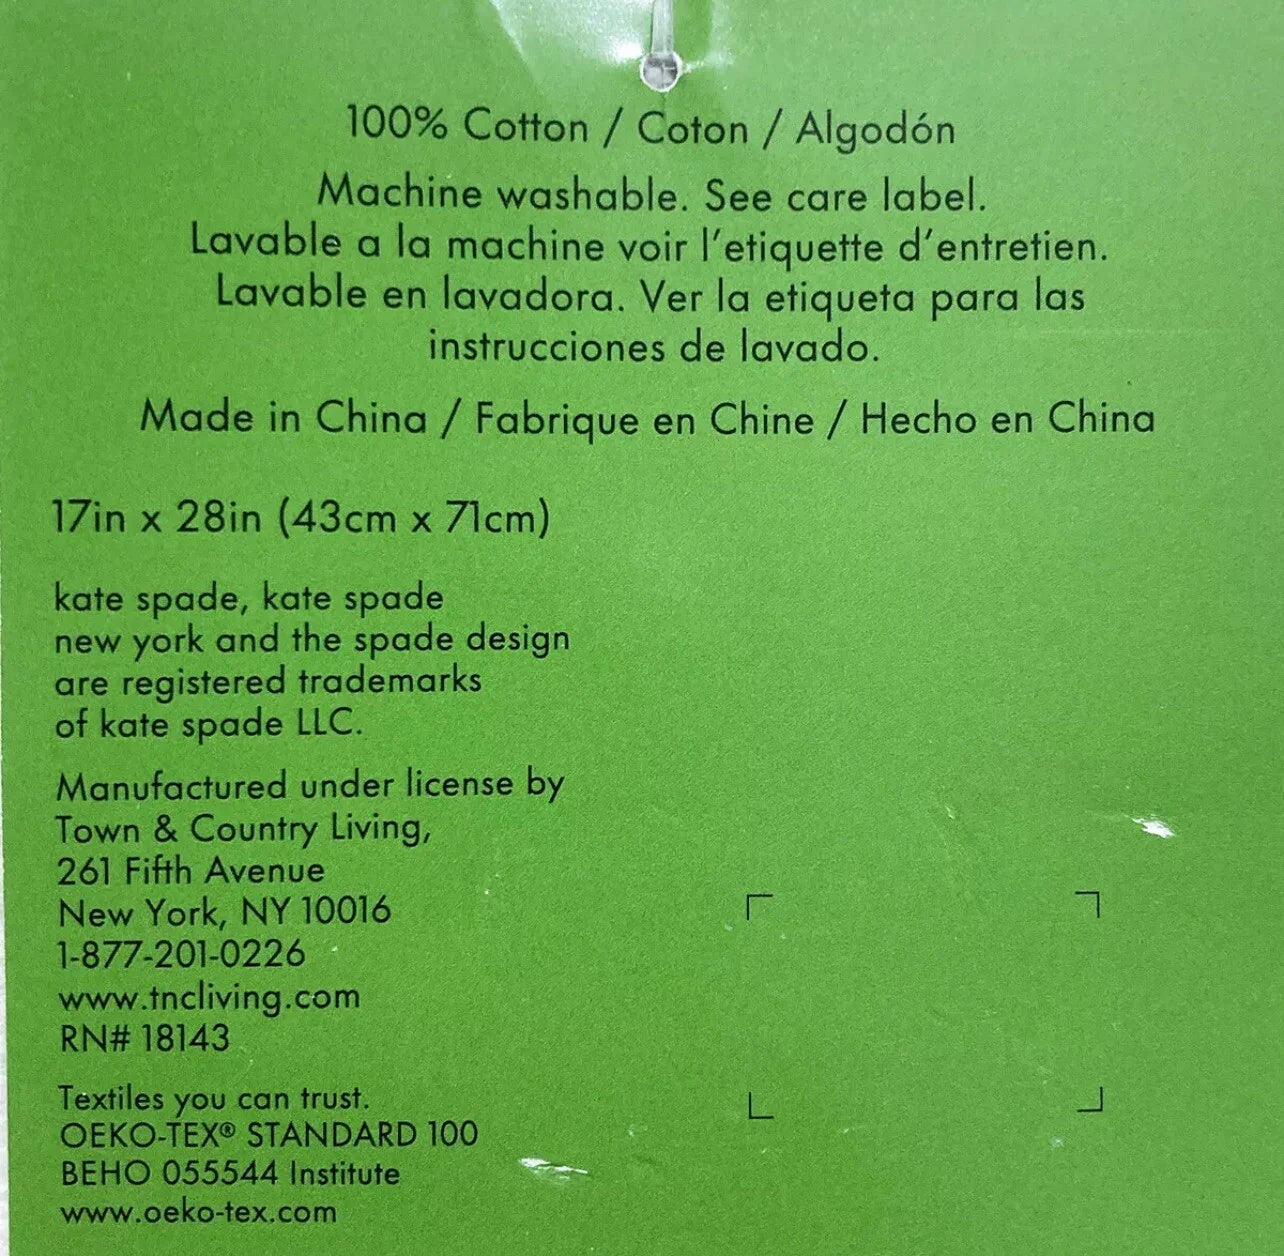 100% Cotton / Coton / Algodón
Machine washable. See care label.
Lavable a la machine voir l'etiquette d'entretien.
Lavable en lavadora. Ver la etiqueta para las
instrucciones de lavado.
Made in China / Fabrique en Chine / Hecho en China
17in x 28in (43cm x 71cm)
kate spade, kate spade
new york and the spade design
are registered trademarks
of kate spade LLC.
Manufactured under license by
Town & Country Living,
261 Fifth Avenue
New York, NY 10016
1-877-201-0226
www.tncliving.com
RN# 18143
Textiles you can trust.
OEKO-TEX® STANDARD 100
BEHO 055544 Institute
www.oeko-tex.com